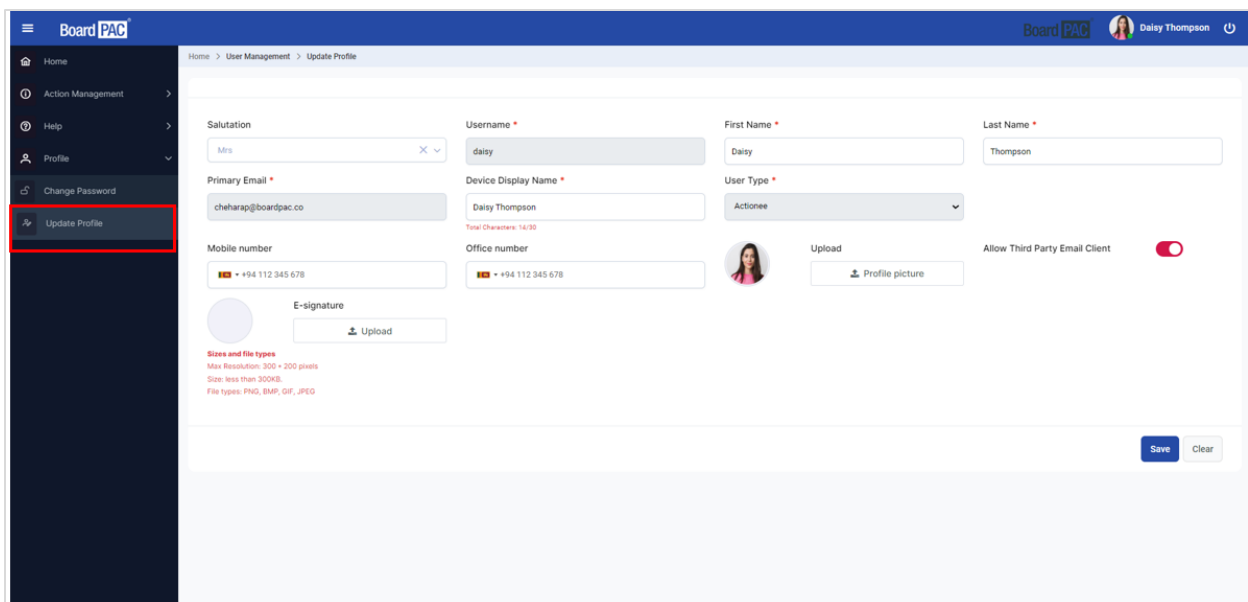 Board PAC
Board PAC
Daisy Thompson
Home
Action Management
Help
Profile
Change Password
Update Profile
Home > User Management > Update Profile
Salutation
Username *
First Name *
Last Name *
Mrs
daisy
Daisy
Thompson
Primary Email *
Device Display Name *
User Type *
cheharap@boardpac.co
Daisy Thompson
Actionee
Total Characters: 14/30
Mobile number
Office number
Upload
Allow Third Party Email Client
+94 112 345 678
+94 112 345 678
Profile picture
E-signature
Upload
Sizes and file types
Max Resolution: 300 * 200 pixels
Size: less than 300KB.
File types: PNG, BMP, GIF, JPEG
Save
Clear